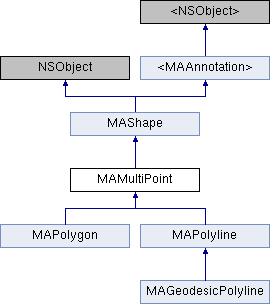 <NSObject>
NSObject
<MAAnnotation>
MAShape
MAMultiPoint
MAPolygon
MAPolyline
MAGeodesicPolyline